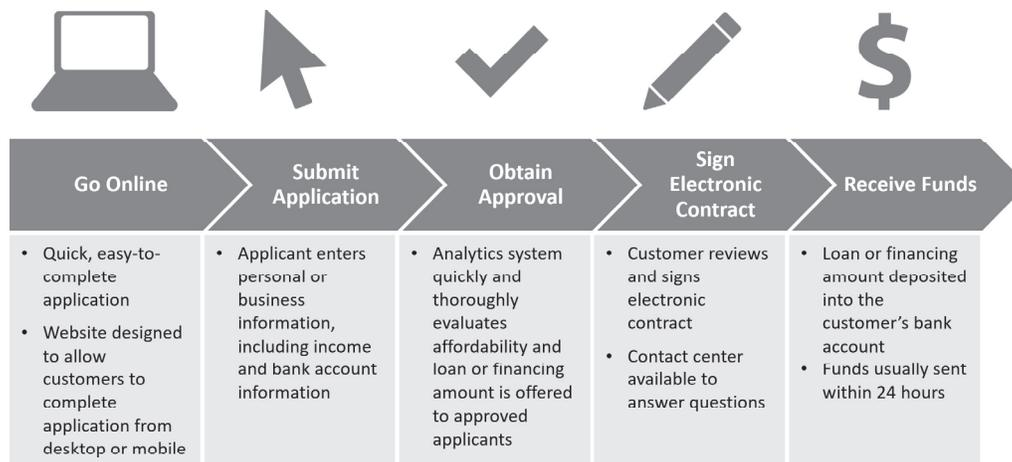 Go Online
Submit
Application
Obtain
Approval
Sign
Electronic
Contract
Receive Funds
• Quick, easy-to-
complete
application
• Website designed
to allow
customers to
complete
application from
desktop or mobile
• Applicant enters
personal or
business
information,
including income
and bank account
information
• Analytics system
quickly and
thoroughly
evaluates
affordability and
loan or financing
amount is offered
to approved
applicants
• Customer reviews
and signs
electronic
contract
• Contact center
available to
answer questions
• Loan or financing
amount deposited
into the
customer's bank
account
• Funds usually sent
within 24 hours